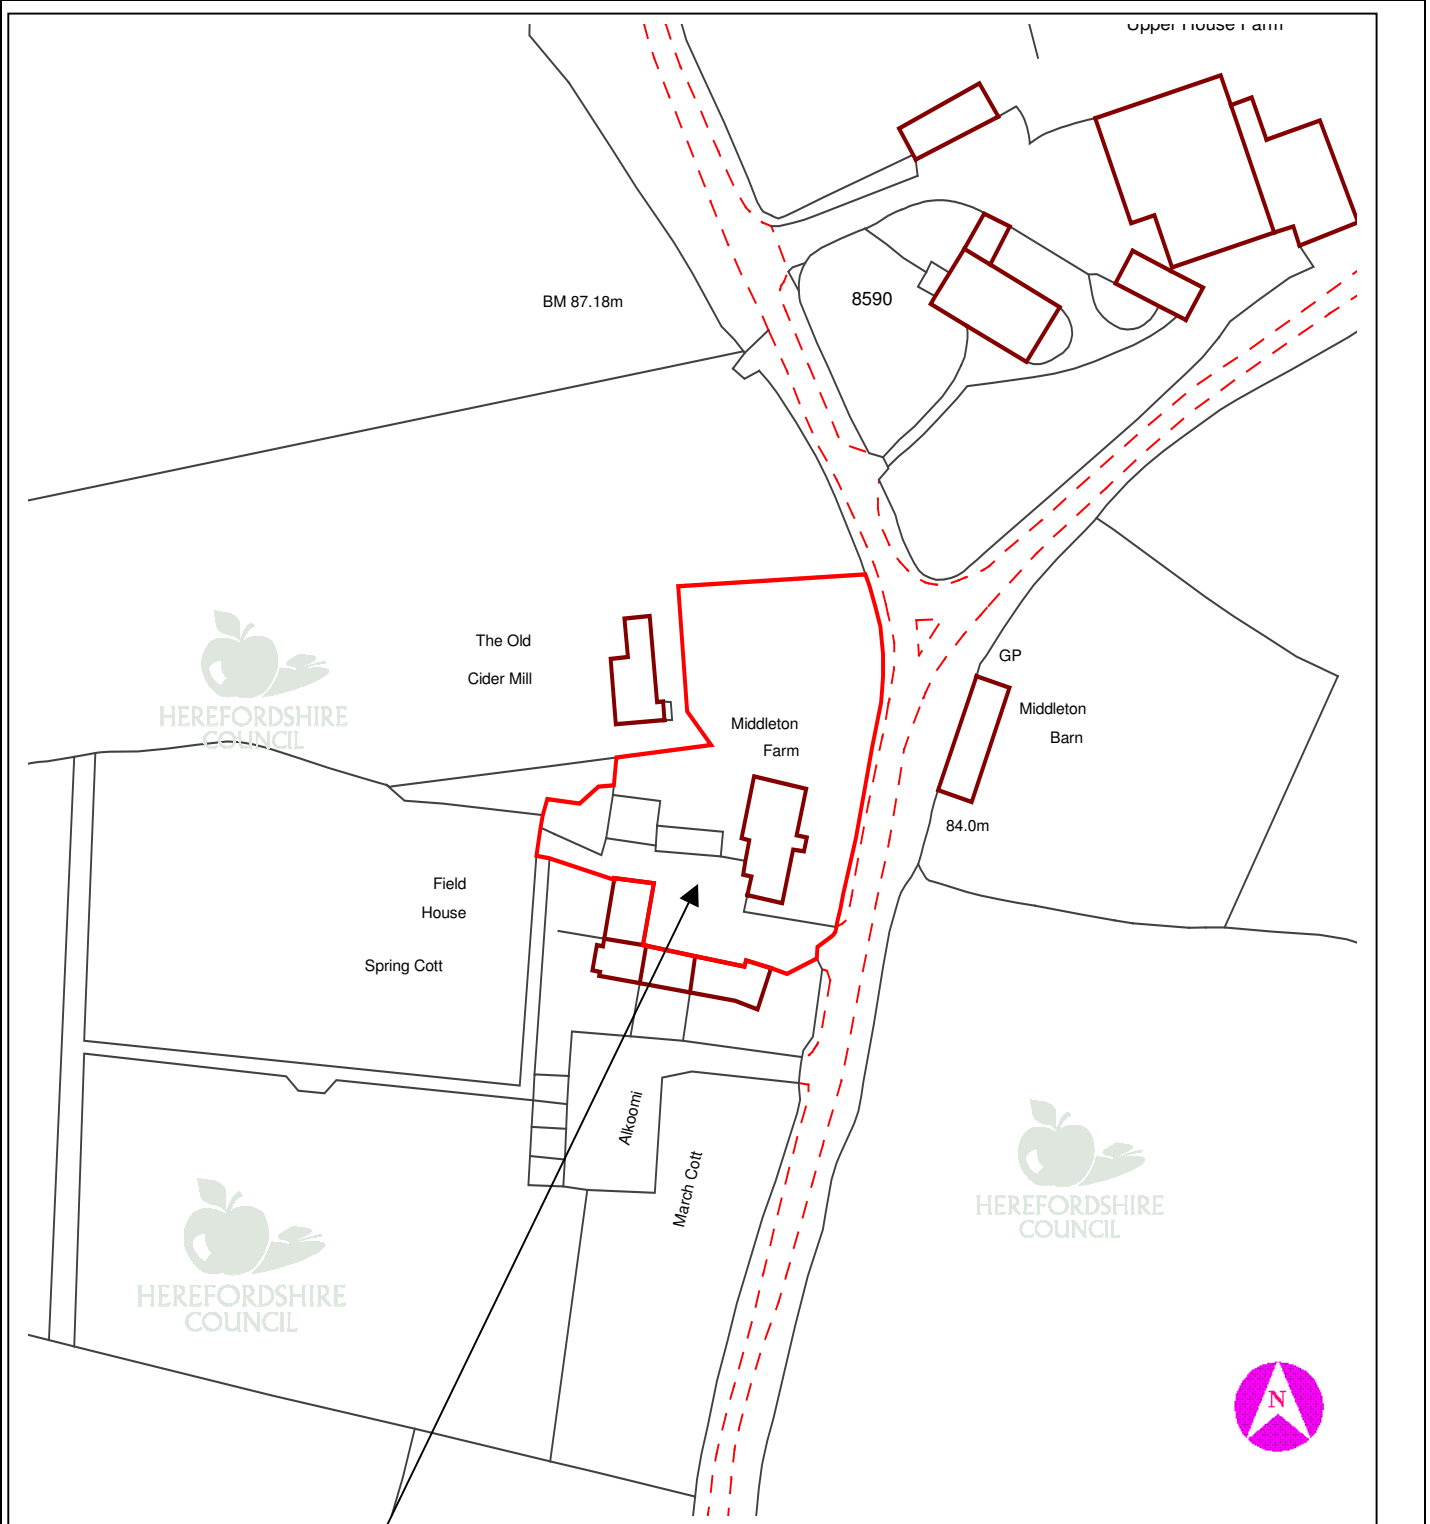 Upper House Farm
BM 87.18m
8590
The Old
Cider Mill
GP
Middleton
Barn
Middleton
Farm
84.0m
Field
House
Spring Cott
Alkoomi
March Cott
HEREFORDSHIRE
COUNCIL
HEREFORDSHIRE
COUNCIL
HEREFORDSHIRE
COUNCIL
N